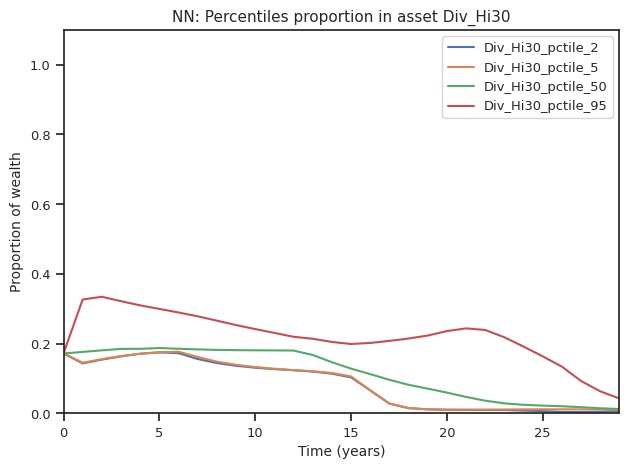 NN: Percentiles proportion in asset Div_Hi30
Div_Hi30_pctile_2
Div_Hi30_pctile_5
Div_Hi30_pctile_50
Div_Hi30_pctile_95
Proportion of wealth
1.0
0.8
0.6
0.4
0.2
0.0
0 5 10 15 20 25
Time (years)